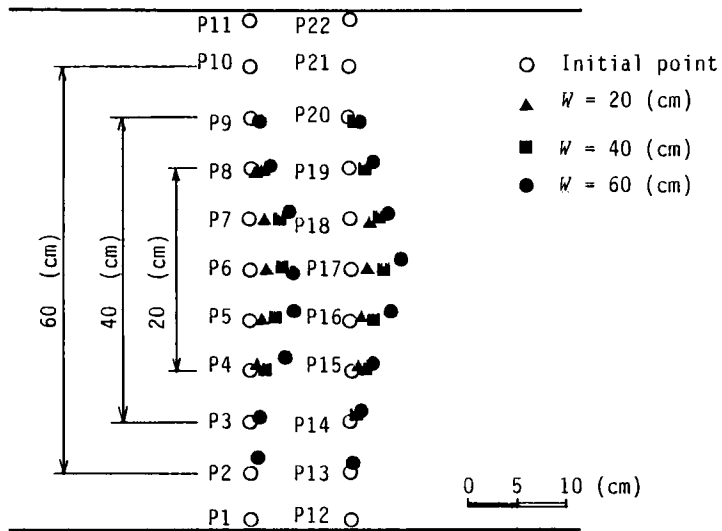 P11 P22
P10 P21
P9 P20
P8 P19
P7 P18
P6 P17
P5 P16
P4 P15
P3 P14
P2 P13
P1 P12
60 (cm)
40 (cm)
20 (cm)
Initial point
W = 20 (cm)
W = 40 (cm)
W = 60 (cm)
0 5 10 (cm)